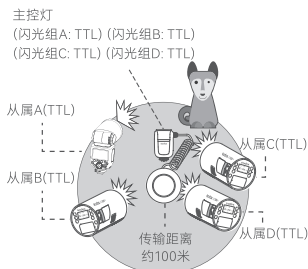 主控灯
(闪光组A: TTL) (闪光组B: TTL)
(闪光组C: TTL) (闪光组D: TTL)
从属A(TTL)
从属C(TTL)
从属B(TTL)
从属D(TTL)
传输距离
约100米